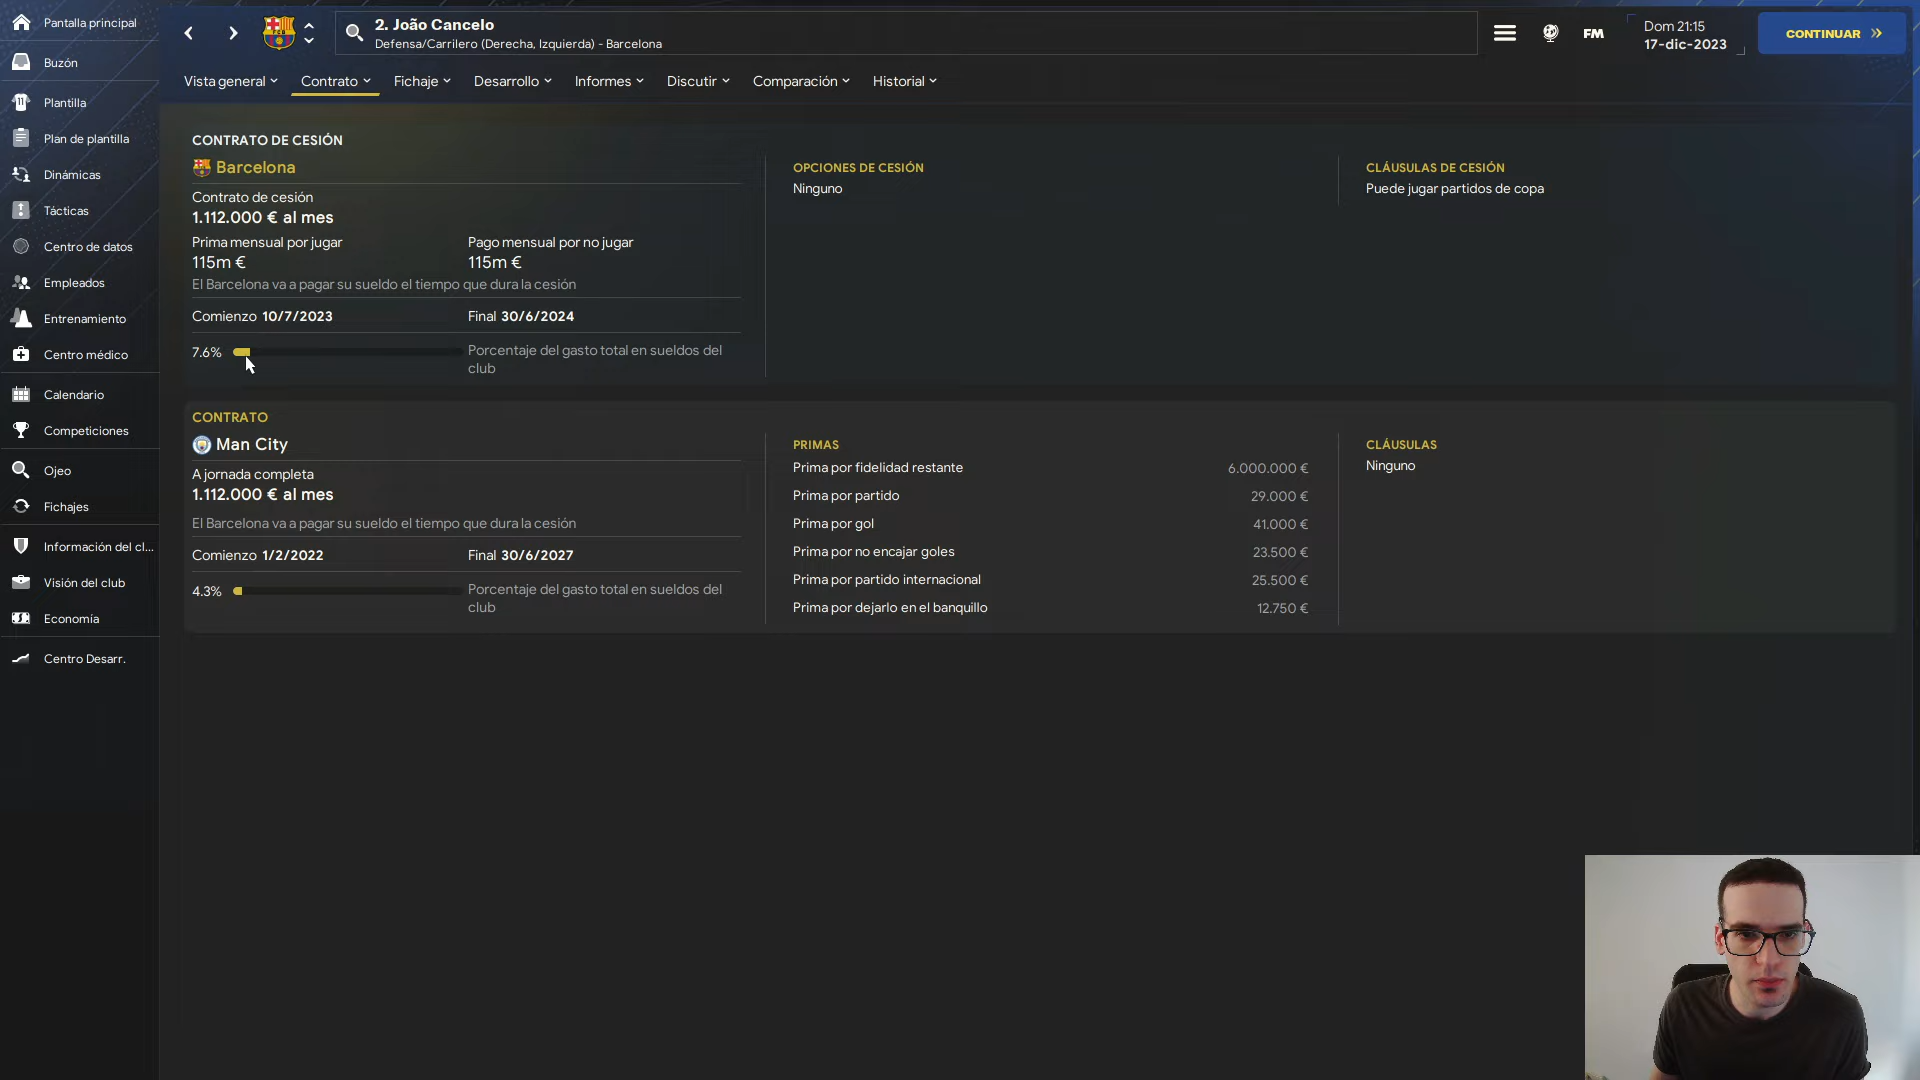 Pantalla principal
Buzón
Plantilla
Plan de plantilla
Dinámicas
Tácticas
Centro de datos
Empleados
Entrenamiento
Centro médico
Calendario
Competiciones
Ojeo
Fichajes
Información del cl...
Visión del club
Economía
Centro Desarr.
2. João Cancelo
Defensa/Carrilero (Derecha, Izquierda) - Barcelona
FM
Dom 21:15
17-dic-2023
CONTINUAR
Vista general
Contrato
Fichaje
Desarrollo
Informes
Discutir
Comparación
Historial
CONTRATO DE CESIÓN
Barcelona
Contrato de cesión
1.112.000 € al mes
Prima mensual por jugar
115m €
Pago mensual por no jugar
115m €
El Barcelona va a pagar su sueldo el tiempo que dura la cesión
Comienzo 10/7/2023
Final 30/6/2024
7.6%
Porcentaje del gasto total en sueldos del
club
OPCIONES DE CESIÓN
Ninguno
CLÁUSULAS DE CESIÓN
Puede jugar partidos de copa
CONTRATO
Man City
A jornada completa
1.112.000 € al mes
El Barcelona va a pagar su sueldo el tiempo que dura la cesión
Comienzo 1/2/2022
Final 30/6/2027
4.3%
Porcentaje del gasto total en sueldos del
club
PRIMAS
Prima por fidelidad restante 6.000.000 €
Prima por partido 29.000 €
Prima por gol 41.000 €
Prima por no encajar goles 23.500 €
Prima por partido internacional 25.500 €
Prima por dejarlo en el banquillo 12.750 €
CLÁUSULAS
Ninguno